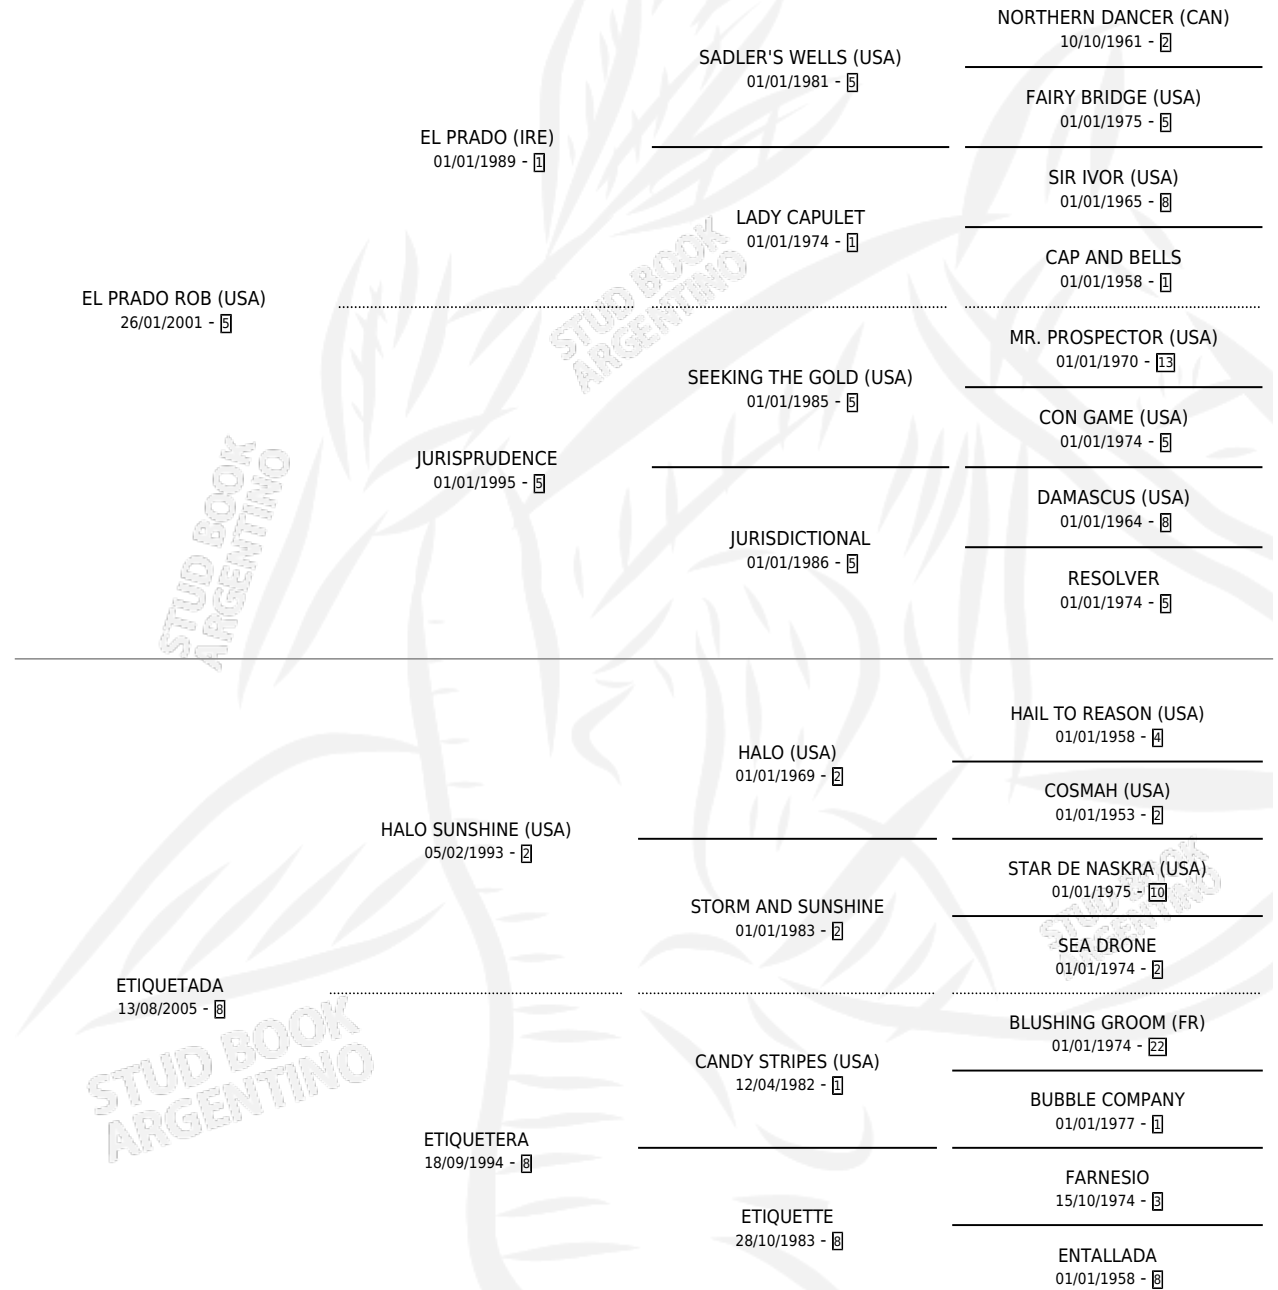 NORTHERN DANCER (CAN)
10/10/1961 - 2
SADLER'S WELLS (USA)
01/01/1981 - 5
FAIRY BRIDGE (USA)
01/01/1975 - 5
EL PRADO (IRE)
01/01/1989 - 1
SIR IVOR (USA)
01/01/1965 - 8
LADY CAPULET
01/01/1974 - 1
CAP AND BELLS
01/01/1958 - 1
EL PRADO ROB (USA)
26/01/2001 - 5
STUD BOOK
ARGENTINO
MR. PROSPECTOR (USA)
01/01/1970 - 13
SEEKING THE GOLD (USA)
01/01/1985 - 5
CON GAME (USA)
01/01/1974 - 5
JURISPRUDENCE
01/01/1995 - 5
DAMASCUS (USA)
01/01/1964 - 8
JURISDICTIONAL
01/01/1986 - 5
RESOLVER
01/01/1974 - 5
STUD BOOK
ARGENTINO
HAIL TO REASON (USA)
01/01/1958 - 4
HALO (USA)
01/01/1969 - 2
COSMAH (USA)
01/01/1953 - 2
HALO SUNSHINE (USA)
05/02/1993 - 2
STAR DE NASKRA (USA)
01/01/1975 - 10
STORM AND SUNSHINE
01/01/1983 - 2
SEA DRONE
01/01/1974 - 2
STUD BOOK
ARGENTINO
ETIQUETADA
13/08/2005 - 8
BLUSHING GROOM (FR)
01/01/1974 - 22
CANDY STRIPES (USA)
12/04/1982 - 1
BUBBLE COMPANY
01/01/1977 - 1
STUD BOOK
ARGENTINO
ETIQUETERA
18/09/1994 - 8
FARNESIO
15/10/1974 - 3
ETIQUETTE
28/10/1983 - 8
ENTALLADA
01/01/1958 - 8